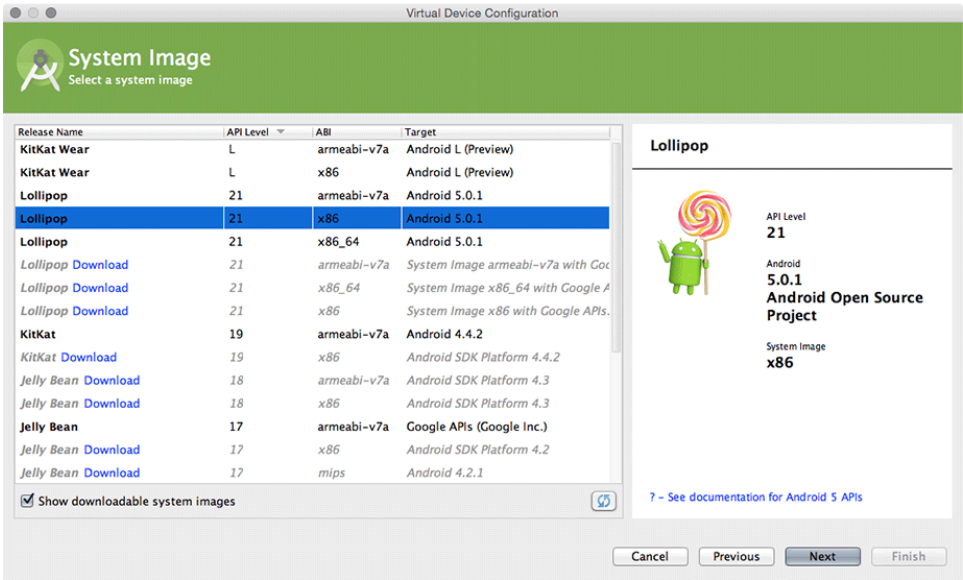 Virtual Device Configuration
System Image
Select a system image
Release Name API Level ABI Target
KitKat Wear L armeabi-v7a Android L (Preview)
KitKat Wear L x86 Android L (Preview)
Lollipop 21 armeabi-v7a Android 5.0.1
Lollipop 21 x86 Android 5.0.1
Lollipop 21 x86_64 Android 5.0.1
Lollipop Download 21 armeabi-v7a System Image armeabi-v7a with Goo
Lollipop Download 21 x86_64 System Image x86_64 with Google A
Lollipop Download 21 x86 System Image x86 with Google APIs.
KitKat 19 armeabi-v7a Android 4.4.2
KitKat Download 19 x86 Android SDK Platform 4.4.2
Jelly Bean Download 18 armeabi-v7a Android SDK Platform 4.3
Jelly Bean Download 18 x86 Android SDK Platform 4.3
Jelly Bean 17 armeabi-v7a Google APIs (Google Inc.)
Jelly Bean Download 17 x86 Android SDK Platform 4.2
Jelly Bean Download 17 mips Android 4.2.1
Show downloadable system images
Lollipop
API Level
21
Android
5.0.1
Android Open Source
Project
System Image
x86
? - See documentation for Android 5 APIs
Cancel Previous Next Finish